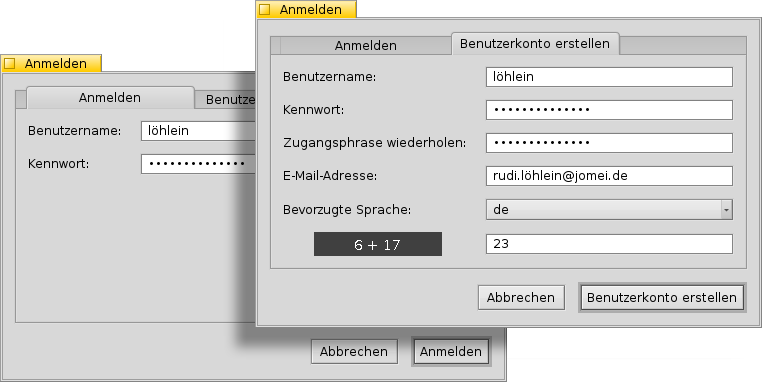 Anmelden
Anmelden
Benutzerkonto erstellen
Benutzername:
löhlein
Kennwort:
••••••••••••••
Zugangsphrase wiederholen:
••••••••••••••
E-Mail-Adresse:
rudi.löhlein@jomei.de
Bevorzugte Sprache:
de
6 + 17
23
Abbrechen
Benutzerkonto erstellen
Anmelden
Anmelden
Benutze
Benutzername:
löhlein
Kennwort:
••••••••••••••
Abbrechen
Anmelden